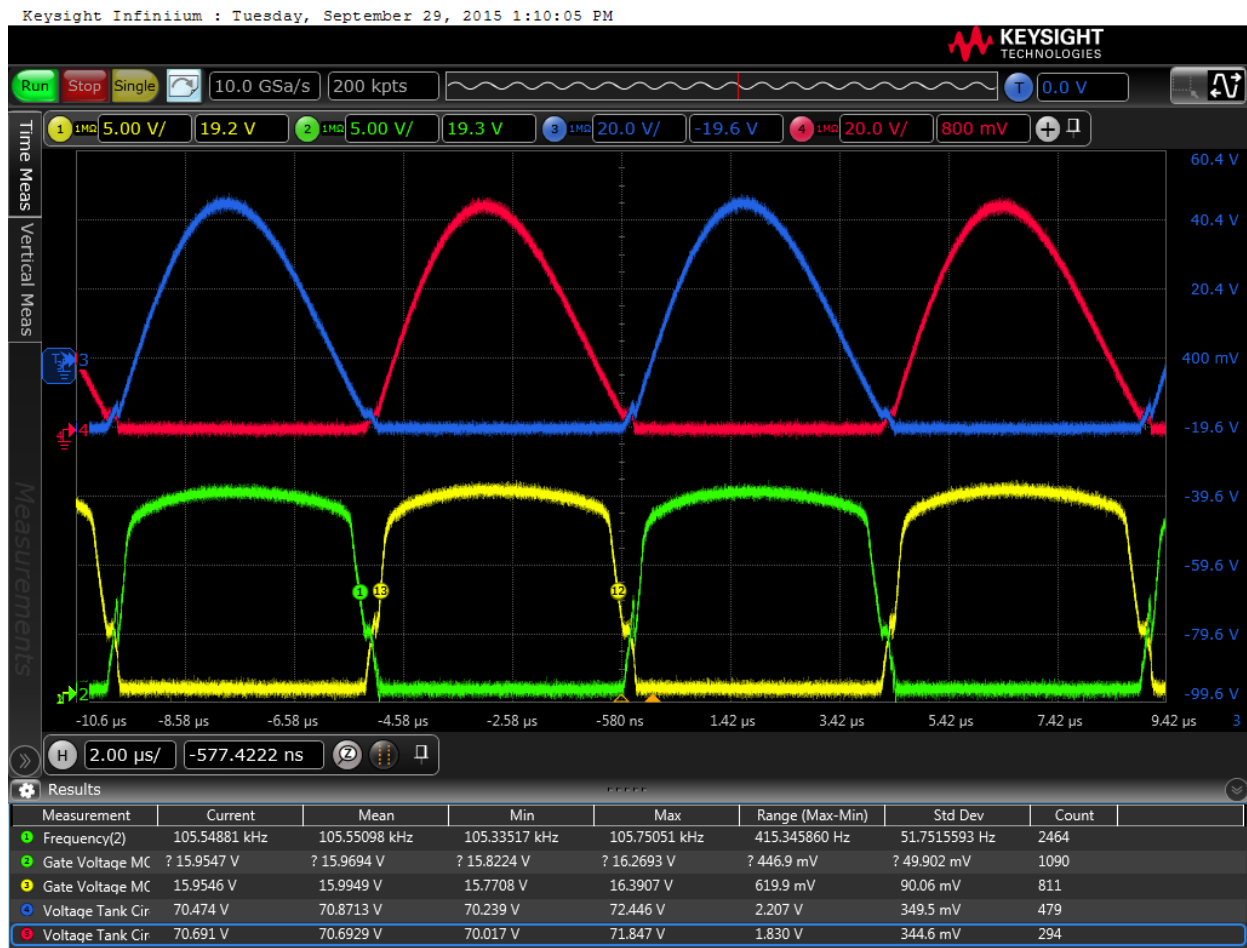 Keysight Infiniium : Tuesday, September 29, 2015 1:10:05 PM
KEYSIGHT
TECHNOLOGIES
Run Stop Single 10.0 GSa/s 200 kpts T 0.0 V
1 1MΩ 5.00 V/ 19.2 V 2 1MΩ 5.00 V/ 19.3 V 3 1MΩ 20.0 V/ -19.6 V 4 1MΩ 20.0 V/ 800 mV +
Time Meas
Vertical Meas
Measurements
60.4 V
40.4 V
20.4 V
3 400 mV
4 -19.6 V
-39.6 V
-59.6 V
1 13 12
-79.6 V
2 -99.6 V
-10.6 µs -8.58 µs -6.58 µs -4.58 µs -2.58 µs -580 ns 1.42 µs 3.42 µs 5.42 µs 7.42 µs 9.42 µs 3
H 2.00 µs/ -577.4222 ns Z
Results
Measurement Current Mean Min Max Range (Max-Min) Std Dev Count
1 Frequency(2) 105.54881 kHz 105.55098 kHz 105.33517 kHz 105.75051 kHz 415.345860 Hz 51.7515593 Hz 2464
2 Gate Voltage MC ? 15.9547 V ? 15.9694 V ? 15.8224 V ? 16.2693 V ? 446.9 mV ? 49.902 mV 1090
3 Gate Voltage MC 15.9546 V 15.9949 V 15.7708 V 16.3907 V 619.9 mV 90.06 mV 811
4 Voltage Tank Cir 70.474 V 70.8713 V 70.239 V 72.446 V 2.207 V 349.5 mV 479
5 Voltage Tank Cir 70.691 V 70.6929 V 70.017 V 71.847 V 1.830 V 344.6 mV 294